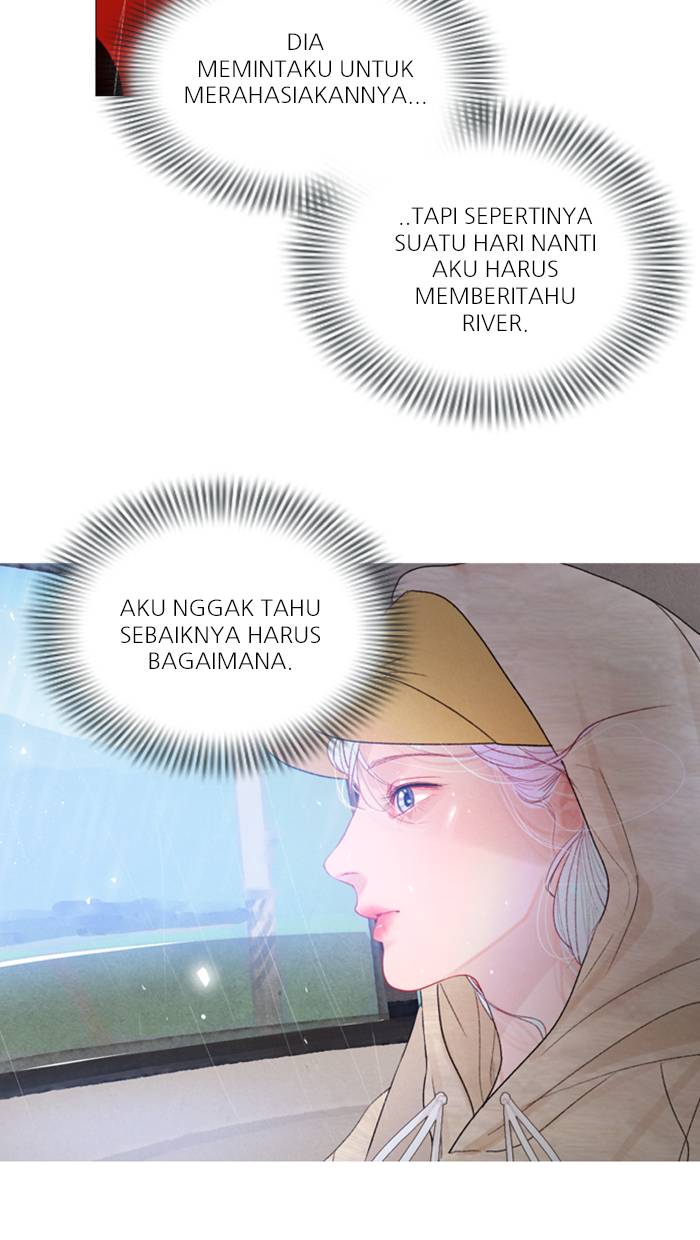 DIA
MEMINTAKU UNTUK
MERAHASIAKANNYA...
..TAPI SEPERTINYA
SUATU HARI NANTI
AKU HARUS
MEMBERITAHU
RIVER.
AKU NGGAK TAHU
SEBAIKNYA HARUS
BAGAIMANA.